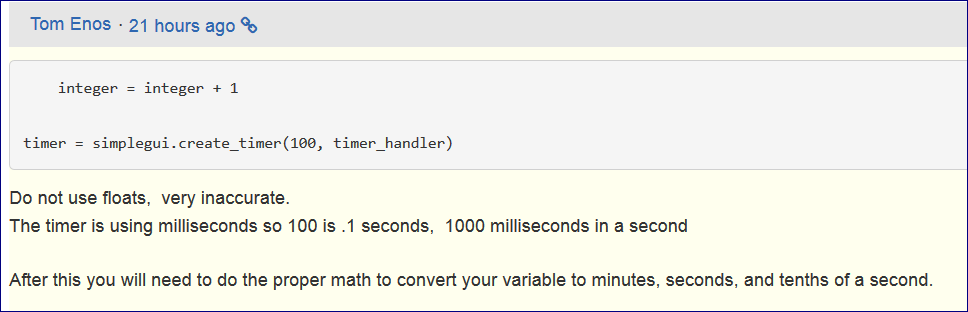 Tom Enos · 21 hours ago
integer = integer + 1
timer = simplegui.create_timer(100, timer_handler)
Do not use floats,  very inaccurate.
The timer is using milliseconds so 100 is .1 seconds,  1000 milliseconds in a second
After this you will need to do the proper math to convert your variable to minutes, seconds, and tenths of a second.